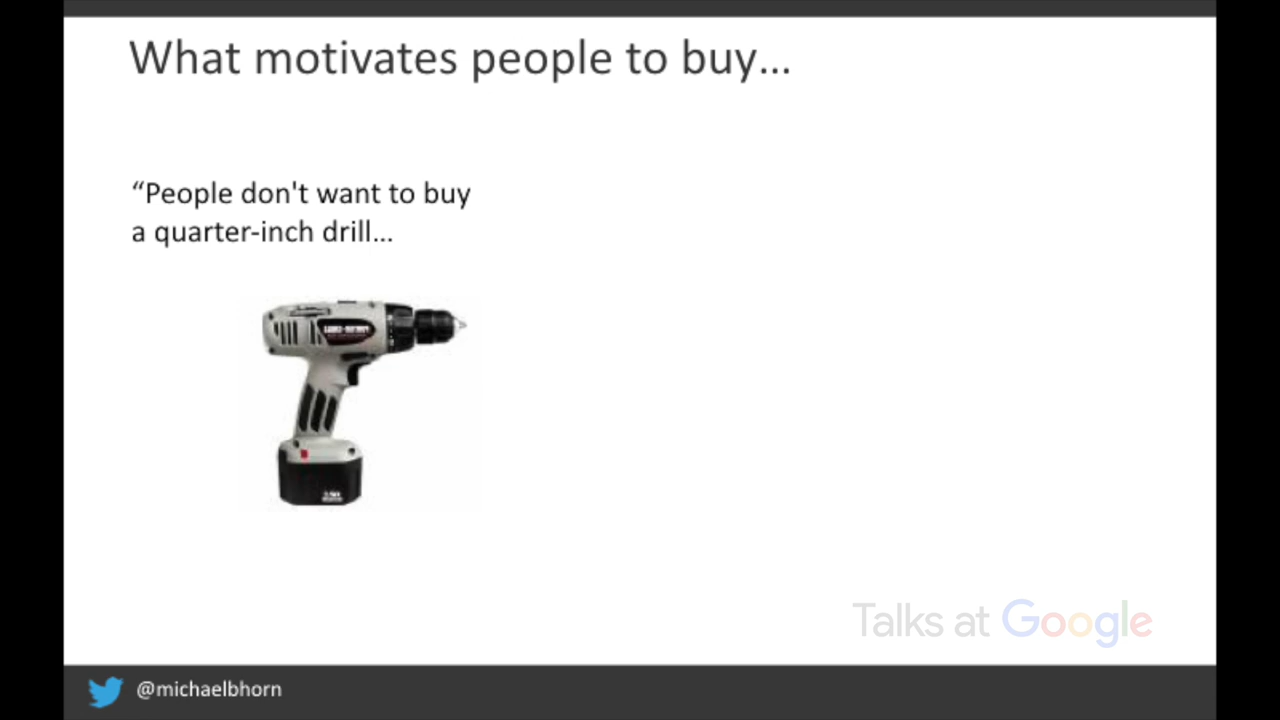 What motivates people to buy...
“People don't want to buy
a quarter-inch drill...
Talks at Google
@michaelbhorn